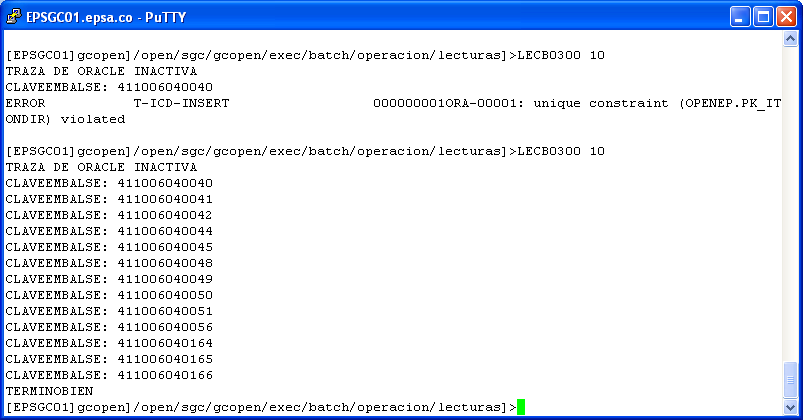 EPSGC01.epsa.co - PuTTY
[EPSGC01]gcopen]/open/sgc/gcopen/exec/batch/operacion/lecturas]>LECB0300 10
TRAZA DE ORACLE INACTIVA
CLAVEEMBALSE: 411006040040
ERROR T-ICD-INSERT 000000001ORA-00001: unique constraint (OPENEP.PK_IT
ONDIR) violated
[EPSGC01]gcopen]/open/sgc/gcopen/exec/batch/operacion/lecturas]>LECB0300 10
TRAZA DE ORACLE INACTIVA
CLAVEEMBALSE: 411006040040
CLAVEEMBALSE: 411006040041
CLAVEEMBALSE: 411006040042
CLAVEEMBALSE: 411006040044
CLAVEEMBALSE: 411006040045
CLAVEEMBALSE: 411006040048
CLAVEEMBALSE: 411006040049
CLAVEEMBALSE: 411006040050
CLAVEEMBALSE: 411006040051
CLAVEEMBALSE: 411006040056
CLAVEEMBALSE: 411006040164
CLAVEEMBALSE: 411006040165
CLAVEEMBALSE: 411006040166
TERMINOBIEN
[EPSGC01]gcopen]/open/sgc/gcopen/exec/batch/operacion/lecturas]>